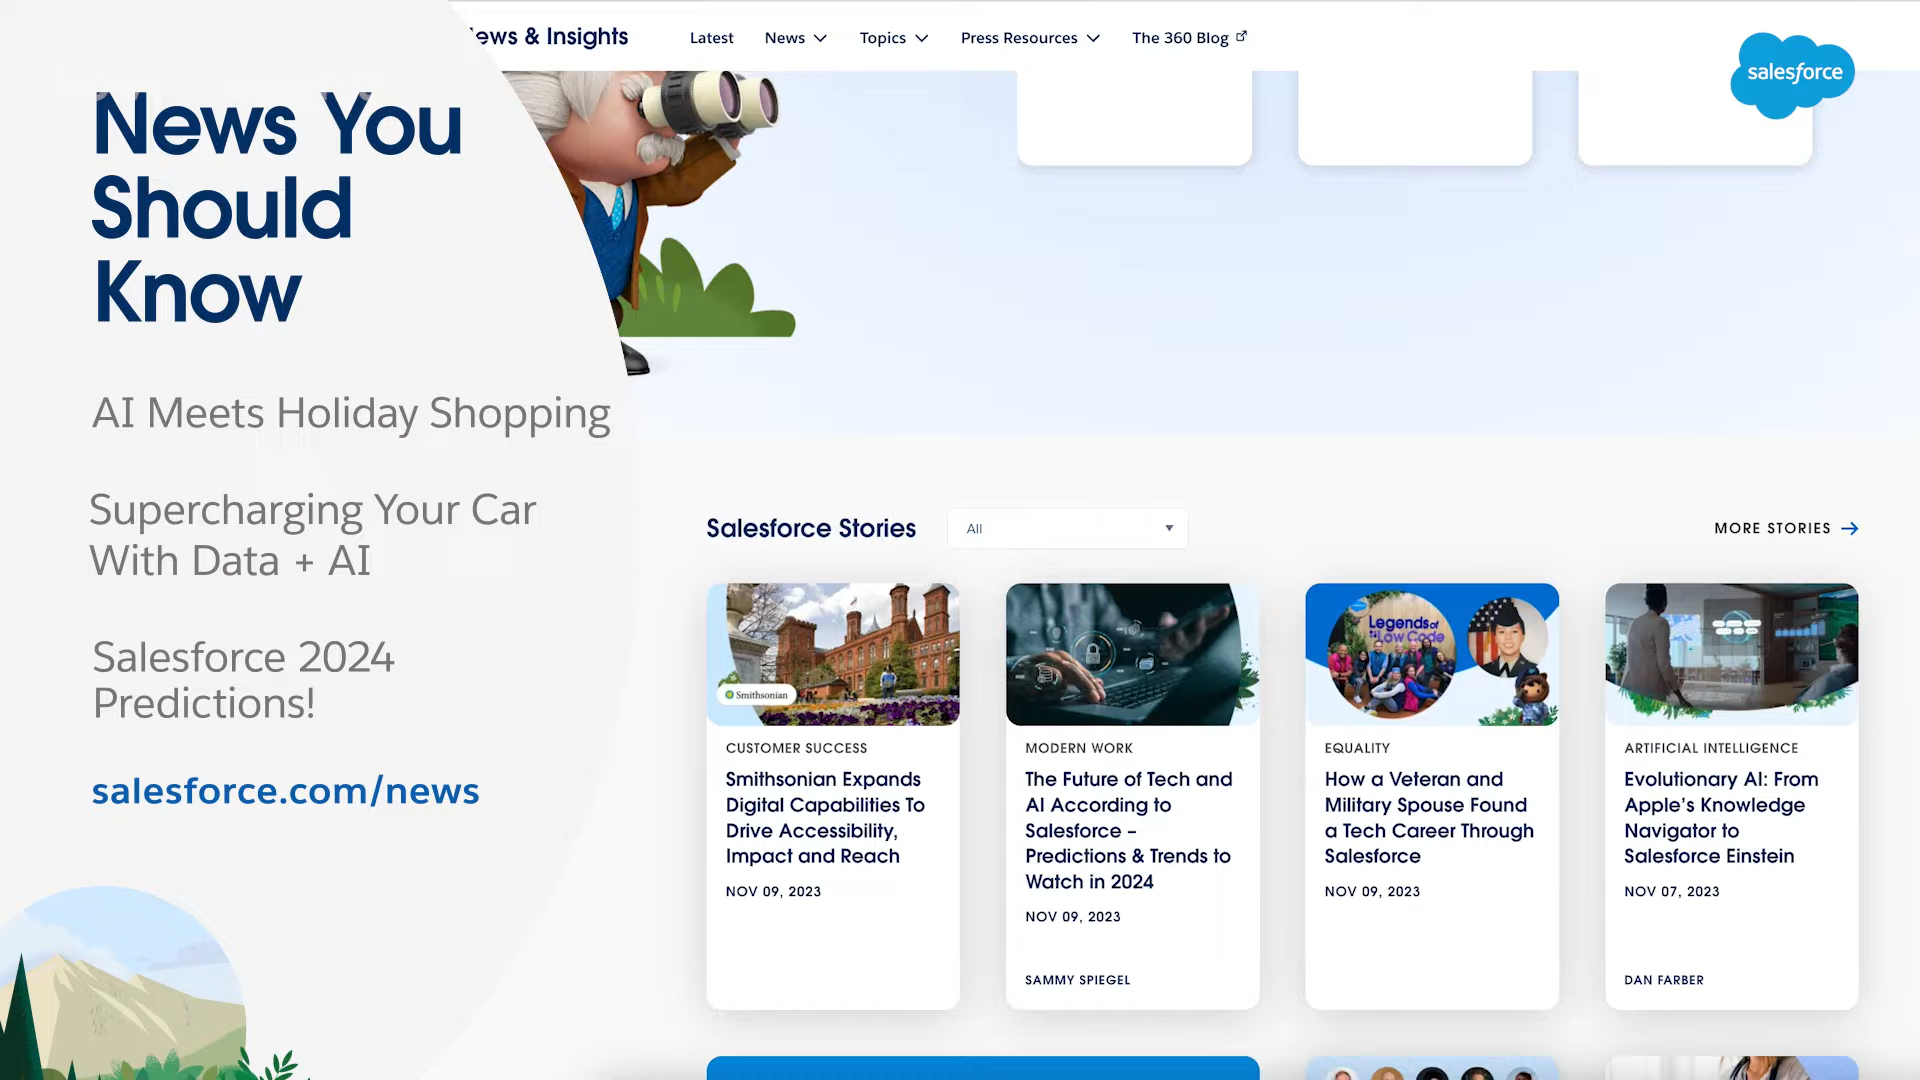 News & Insights
Latest
News
Topics
Press Resources
The 360 Blog
salesforce
News You
Should
Know
AI Meets Holiday Shopping
Supercharging Your Car
With Data + AI
Salesforce 2024
Predictions!
salesforce.com/news
Salesforce Stories
All
MORE STORIES
Smithsonian
CUSTOMER SUCCESS
Smithsonian Expands
Digital Capabilities To
Drive Accessibility,
Impact and Reach
NOV 09, 2023
MODERN WORK
The Future of Tech and
AI According to
Salesforce –
Predictions & Trends to
Watch in 2024
NOV 09, 2023
SAMMY SPIEGEL
Legends of
Low Code
EQUALITY
How a Veteran and
Military Spouse Found
a Tech Career Through
Salesforce
NOV 09, 2023
ARTIFICIAL INTELLIGENCE
Evolutionary AI: From
Apple’s Knowledge
Navigator to
Salesforce Einstein
NOV 07, 2023
DAN FARBER